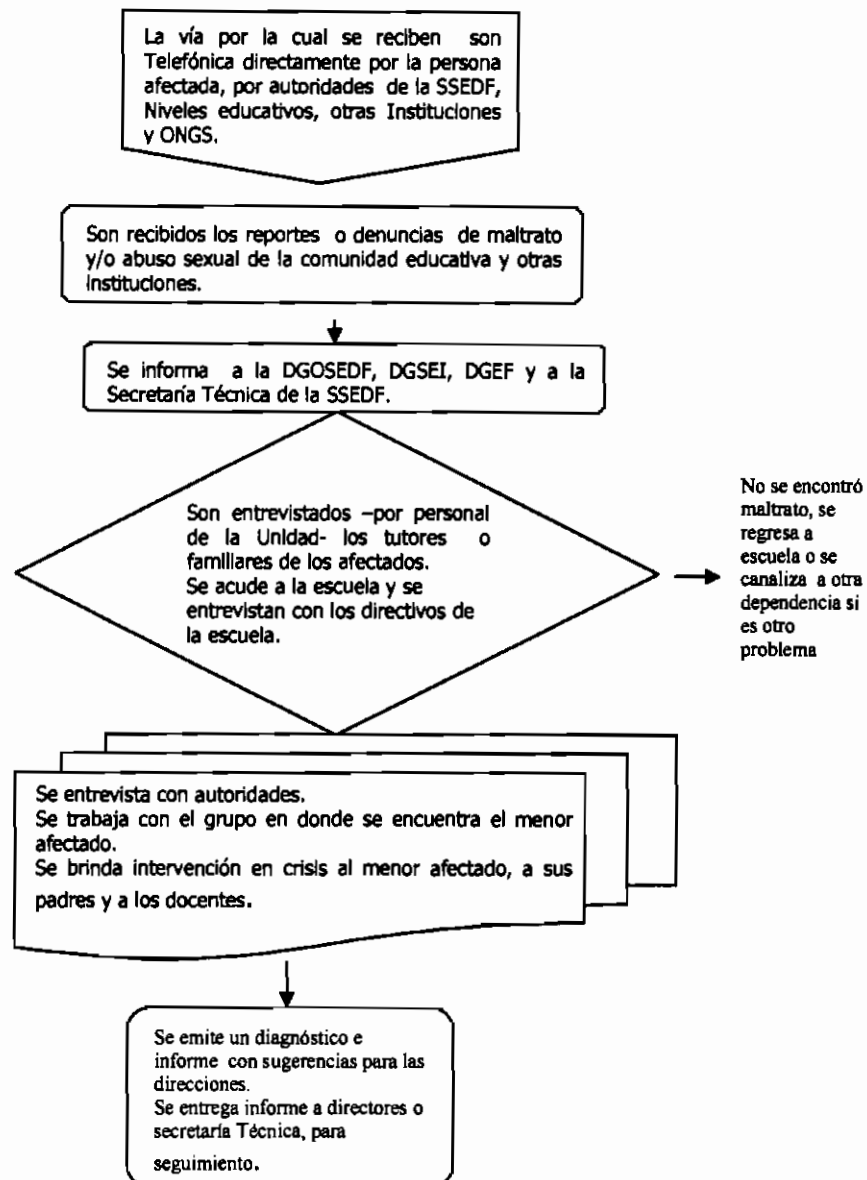 La vía por la cual se reciben son
Telefónica directamente por la persona
afectada, por autoridades de la SSEDF,
Niveles educativos, otras Instituciones
y ONGS.
Son recibidos los reportes o denuncias de maltrato
y/o abuso sexual de la comunidad educativa y otras
instituciones.
Se informa a la DGOSEDF, DGSEI, DGEF y a la
Secretaría Técnica de la SSEDF.
Son entrevistados –por personal
de la Unidad- los tutores o
familiares de los afectados.
Se acude a la escuela y se
entrevistan con los directivos de
la escuela.
No se encontró
maltrato, se
regresa a
escuela o se
canaliza a otra
dependencia si
es otro
problema
Se entrevista con autoridades.
Se trabaja con el grupo en donde se encuentra el menor
afectado.
Se brinda intervención en crisis al menor afectado, a sus
padres y a los docentes.
Se emite un diagnóstico e
informe con sugerencias para las
direcciones.
Se entrega informe a directores o
secretaría Técnica, para
seguimiento.